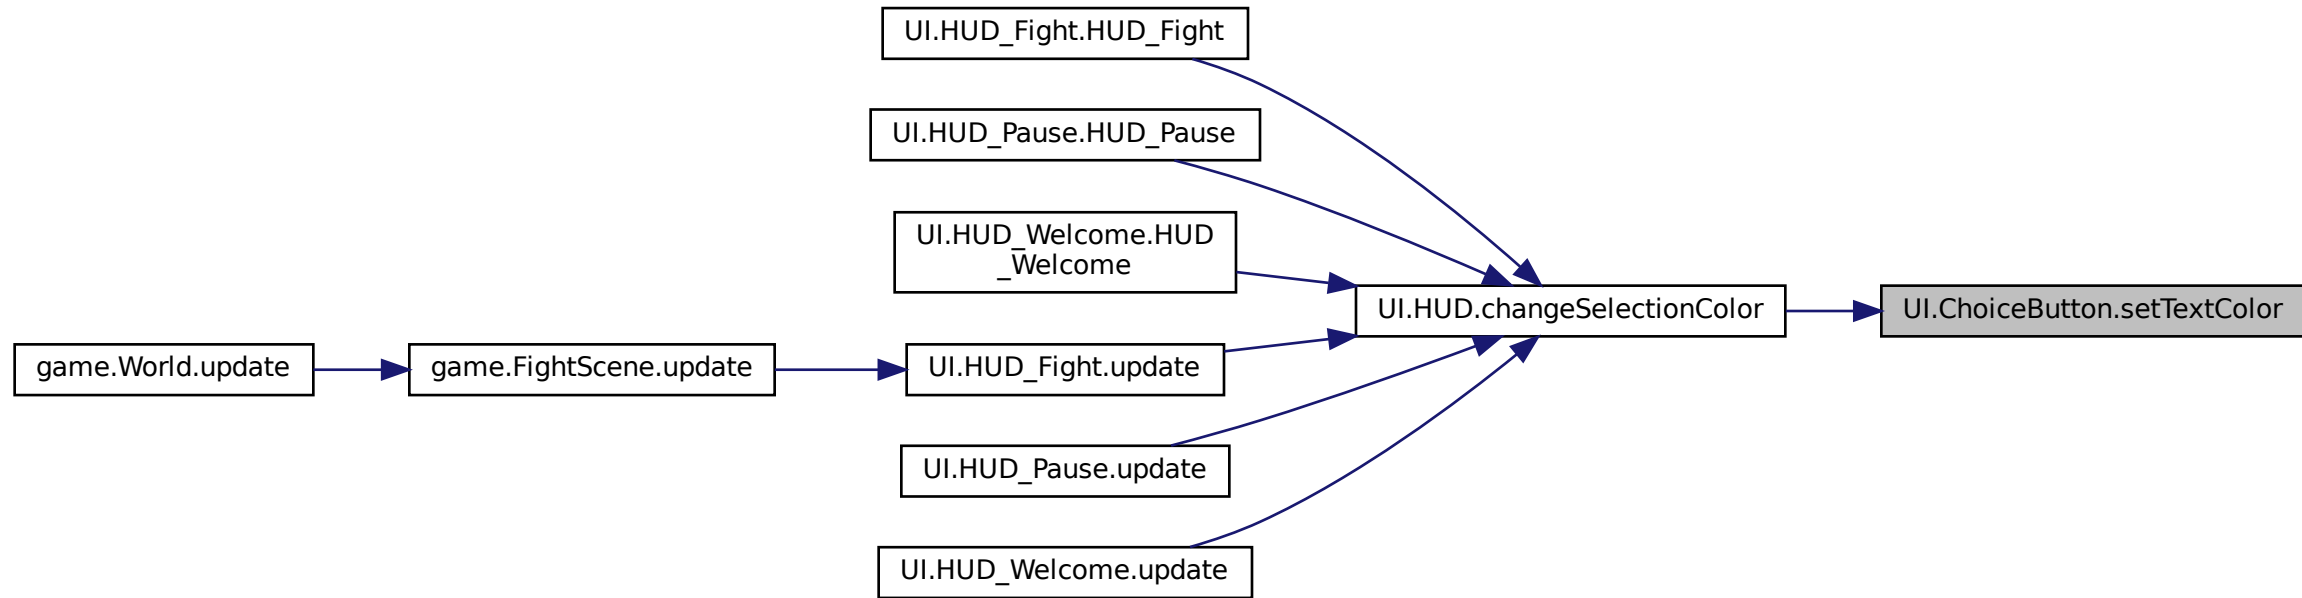 UI.HUD_Fight.HUD_Fight
UI.HUD_Pause.HUD_Pause
UI.HUD_Welcome.HUD
_Welcome
UI.HUD.changeSelectionColor
UI.ChoiceButton.setTextColor
game.World.update
game.FightScene.update
UI.HUD_Fight.update
UI.HUD_Pause.update
UI.HUD_Welcome.update